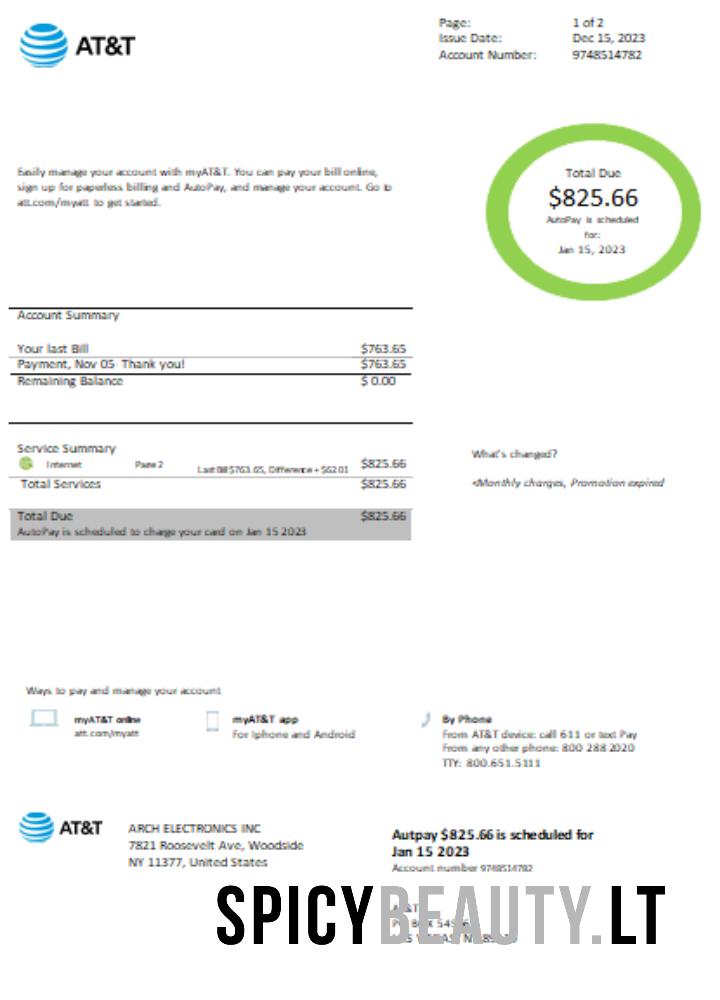 AT&T
Page: 1 of 2
Issue Date: Dec 15, 2023
Account Number: 9748514782
Easily manage your account with myAT&T. You can pay your bill online,
sign up for paperless billing and AutoPay, and manage your account. Go to
att.com/myatt to get started.
Total Due
$825.66
AutoPay is scheduled
for:
Jan 15, 2023
Account Summary
Your last Bill $763.65
Payment, Nov 05- Thank you! $763.65
Remaining Balance $ 0.00
Service Summary
Internet Page 2 Last Bill $763.65, Difference + $62.01 $825.66
Total Services $825.66
Total Due $825.66
AutoPay is scheduled to charge your card on Jan 15 2023
What's changed?
•Monthly charges, Promotion expired
Ways to pay and manage your account
myAT&T online
att.com/myatt
myAT&T app
For Iphone and Android
By Phone
From AT&T device: call 611 or text Pay
From any other phone: 800 288 2020
TTY: 800.651.5111
AT&T
ARCH ELECTRONICS INC
7821 Roosevelt Ave, Woodside
NY 11377, United States
Autpay $825.66 is scheduled for
Jan 15 2023
Account number 9748514782
AT&T
PO Box
SPICYBEAUTY.LT